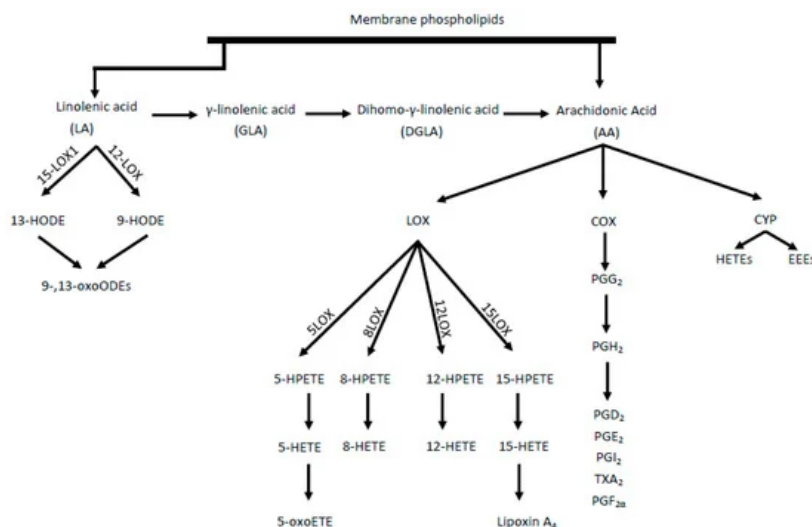 Membrane phospholipids
Linolenic acid
(LA)
γ-linolenic acid
(GLA)
Dihomo-γ-linolenic acid
(DGLA)
Arachidonic Acid
(AA)
15-LOX1
12-LOX
13-HODE
9-HODE
9-,13-oxoODEs
LOX
COX
CYP
HETEs
EEEs
PGG₂
PGH₂
5LOX
8LOX
12LOX
15LOX
5-HPETE
8-HPETE
12-HPETE
15-HPETE
5-HETE
8-HETE
12-HETE
15-HETE
5-oxoETE
Lipoxin A₄
PGD₂
PGE₂
PGI₂
TXA₂
PGF₂α